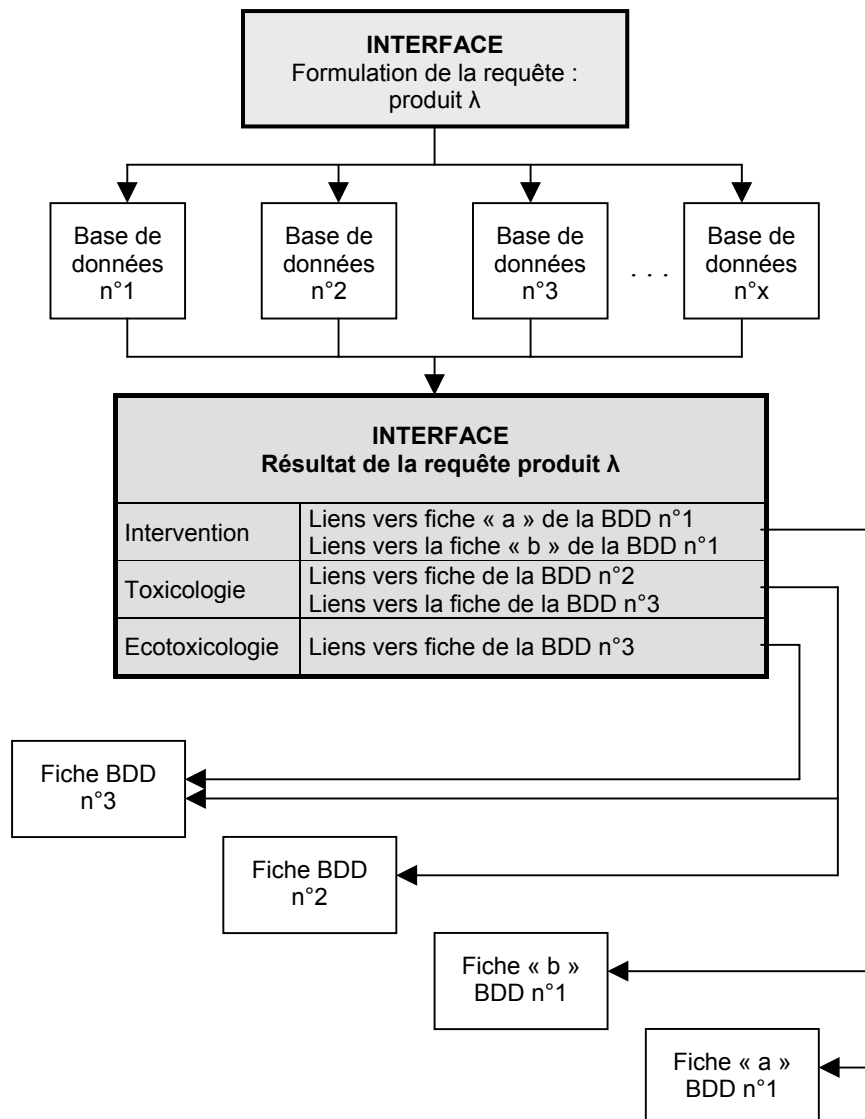 INTERFACE
Formulation de la requête :
produit λ
Base de
données
n°1
Base de
données
n°2
Base de
données
n°3
. . .
Base de
données
n°x
INTERFACE
Résultat de la requête produit λ
Intervention
Liens vers fiche « a » de la BDD n°1
Liens vers la fiche « b » de la BDD n°1
Toxicologie
Liens vers fiche de la BDD n°2
Liens vers la fiche de la BDD n°3
Ecotoxicologie
Liens vers fiche de la BDD n°3
Fiche BDD
n°3
Fiche BDD
n°2
Fiche « b »
BDD n°1
Fiche « a »
BDD n°1